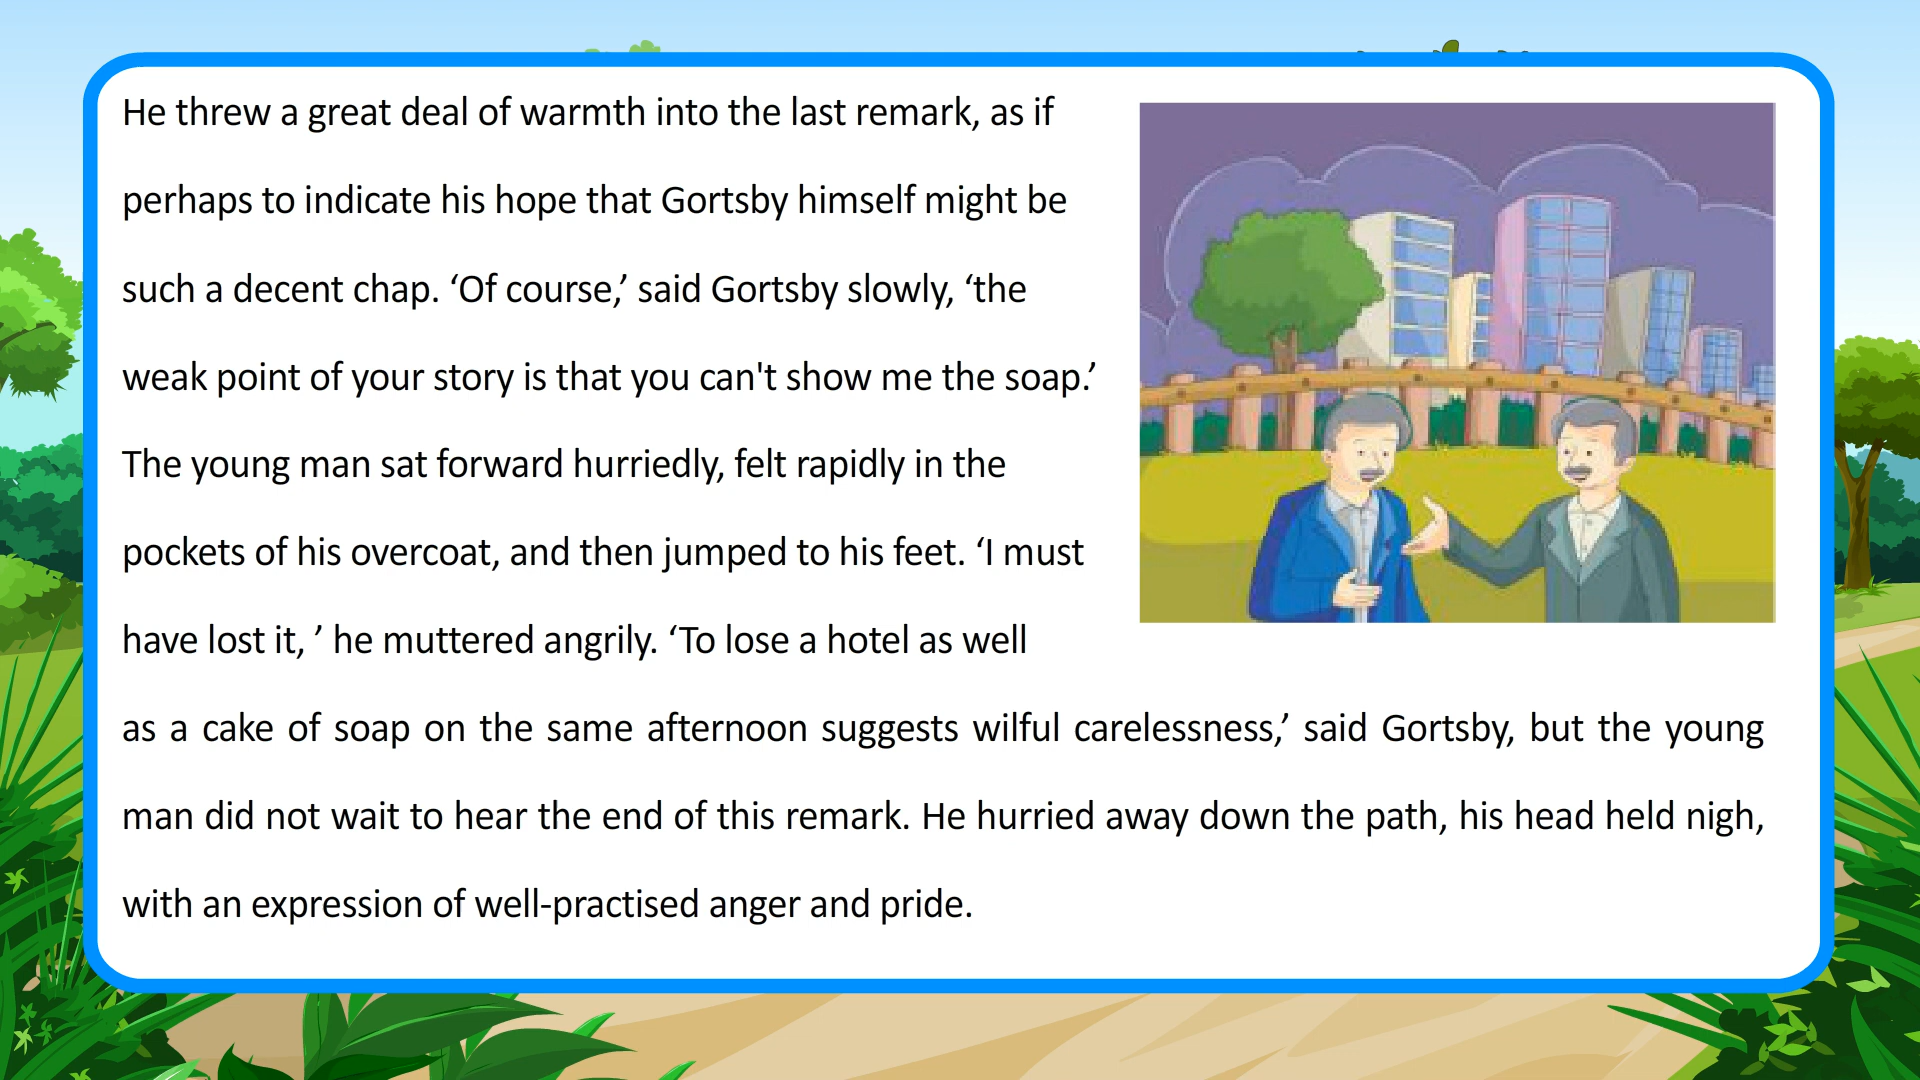 He threw a great deal of warmth into the last remark, as if
perhaps to indicate his hope that Gortsby himself might be
such a decent chap. ‘Of course,’ said Gortsby slowly, ‘the
weak point of your story is that you can't show me the soap.’
The young man sat forward hurriedly, felt rapidly in the
pockets of his overcoat, and then jumped to his feet. ‘I must
have lost it, ’ he muttered angrily. ‘To lose a hotel as well
as a cake of soap on the same afternoon suggests wilful carelessness,’ said Gortsby, but the young
man did not wait to hear the end of this remark. He hurried away down the path, his head held nigh,
with an expression of well-practised anger and pride.